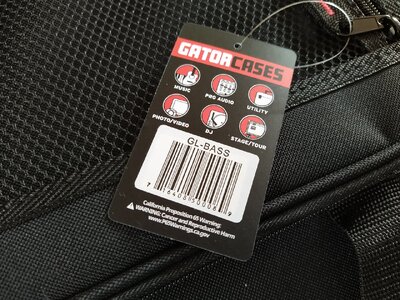 GATORCASES
MUSIC PRO AUDIO UTILITY
PHOTO/VIDEO DJ STAGE/TOUR
GL-BASS
California Proposition 65 Warning:
WARNING: Cancer and Reproductive Harm
www.P65Warnings.ca.gov